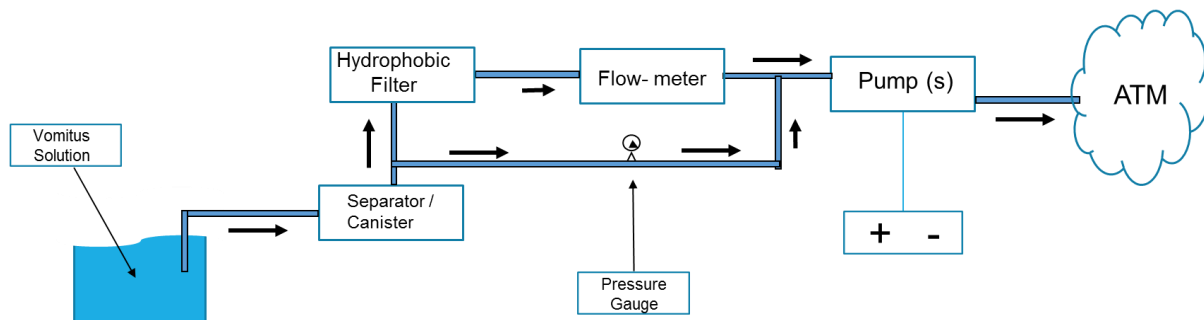 Hydrophobic
Filter
Flow- meter
Pump (s)
ATM
Vomitus
Solution
Separator /
Canister
+ -
Pressure
Gauge